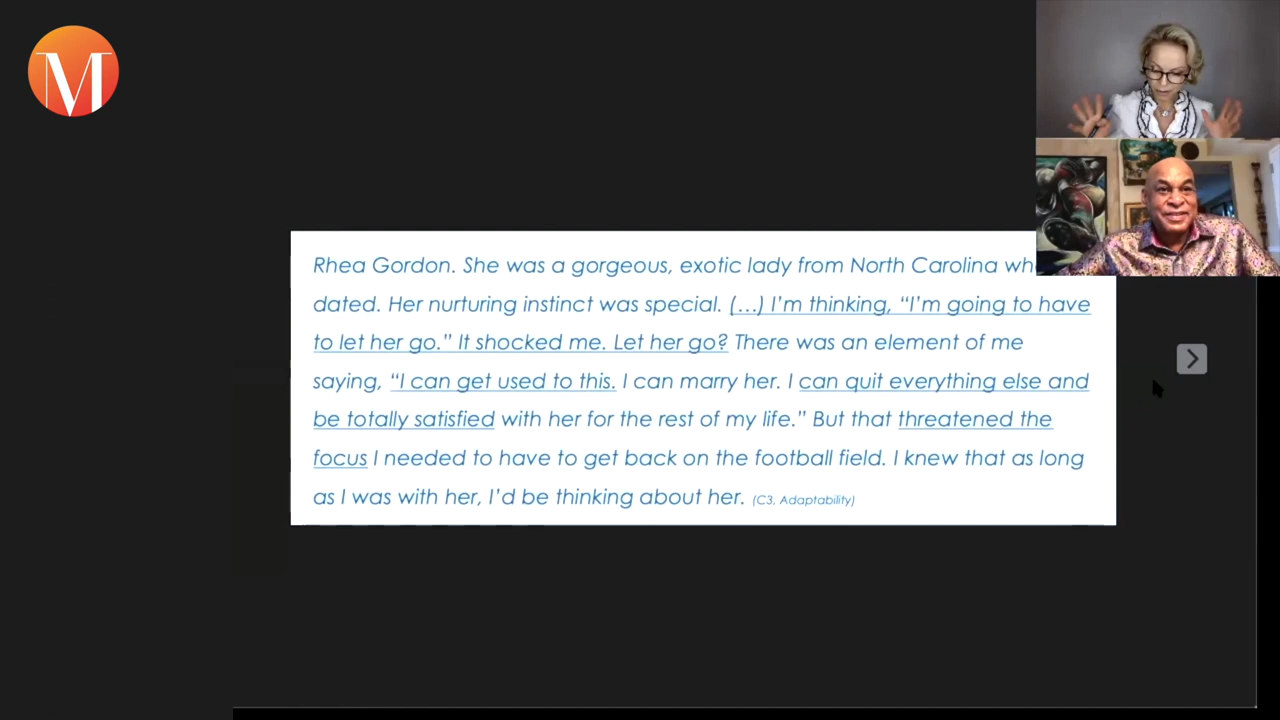 M
Rhea Gordon. She was a gorgeous, exotic lady from North Carolina
dated. Her nurturing instinct was special. (...) I'm thinking, “I'm going to have
to let her go.” It shocked me. Let her go? There was an element of me
saying, “I can get used to this. I can marry her. I can quit everything else and
be totally satisfied with her for the rest of my life.” But that threatened the
focus I needed to have to get back on the football field. I knew that as long
as I was with her, I'd be thinking about her. (C3, Adaptability)